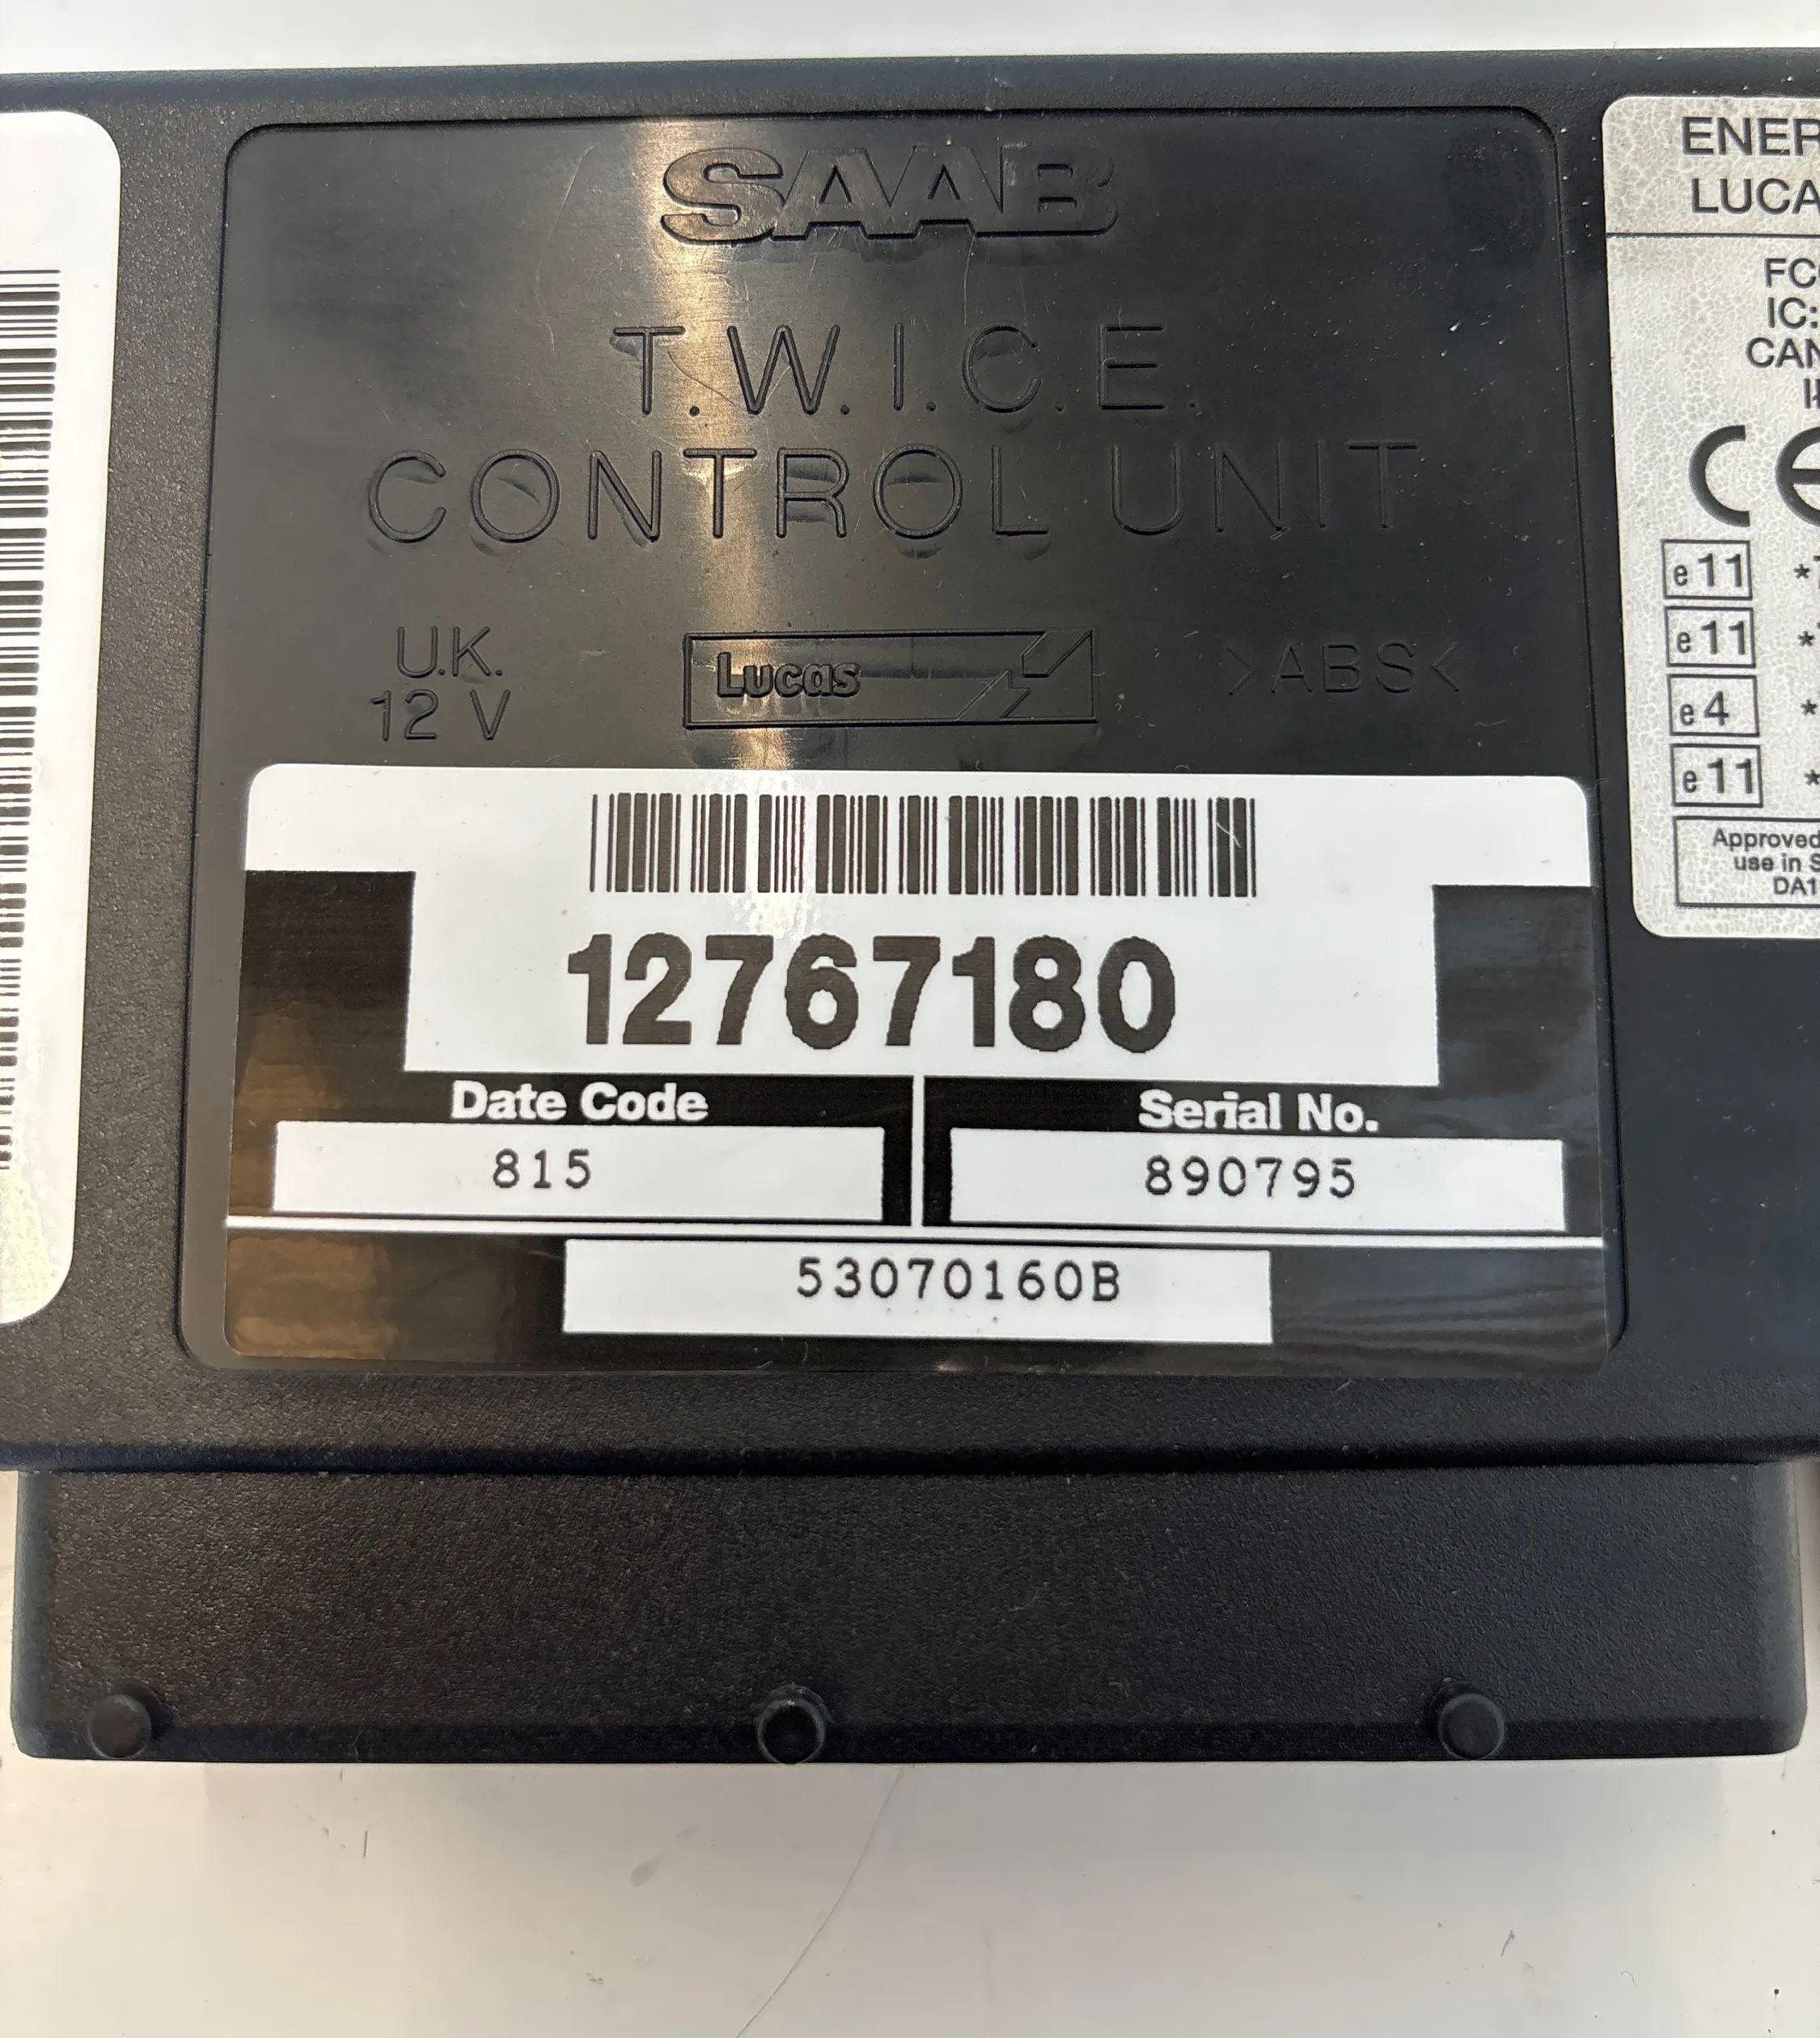 SAAB
T.W.I.C.E.
CONTROL UNIT
U.K.
12 V
Lucas
>ABS<
12767180
Date Code
815
Serial No.
890795
53070160B
ENER
LUCA
FC
IC:
CAN
CE
e11 *
e11 *
e4 *
e11 *
Approved
use in S
DA1